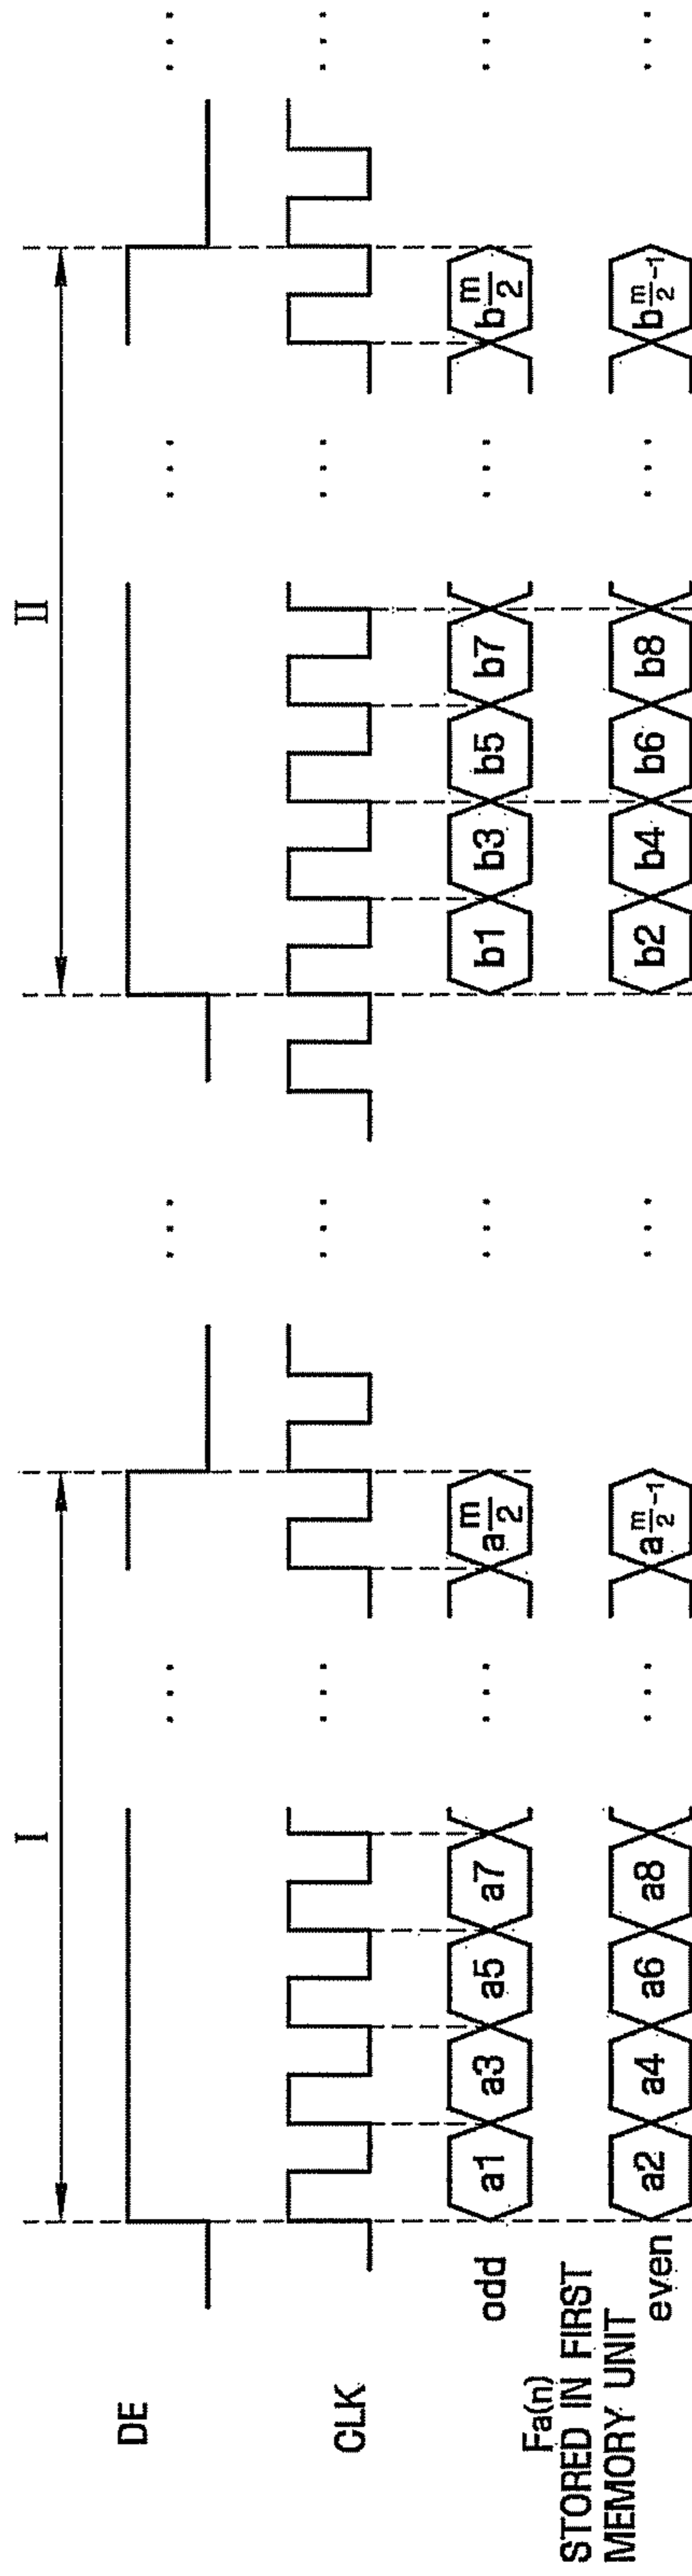 I II
DE ... ... ... ...
CLK ... ... ... ...
Fa(n)
STORED IN FIRST
MEMORY UNIT
odd a1 a3 a5 a7 ... a m/2 ... b1 b3 b5 b7 ... b m/2 ...
even a2 a4 a6 a8 ... a m/2 -1 ... b2 b4 b6 b8 ... b m/2 -1 ...